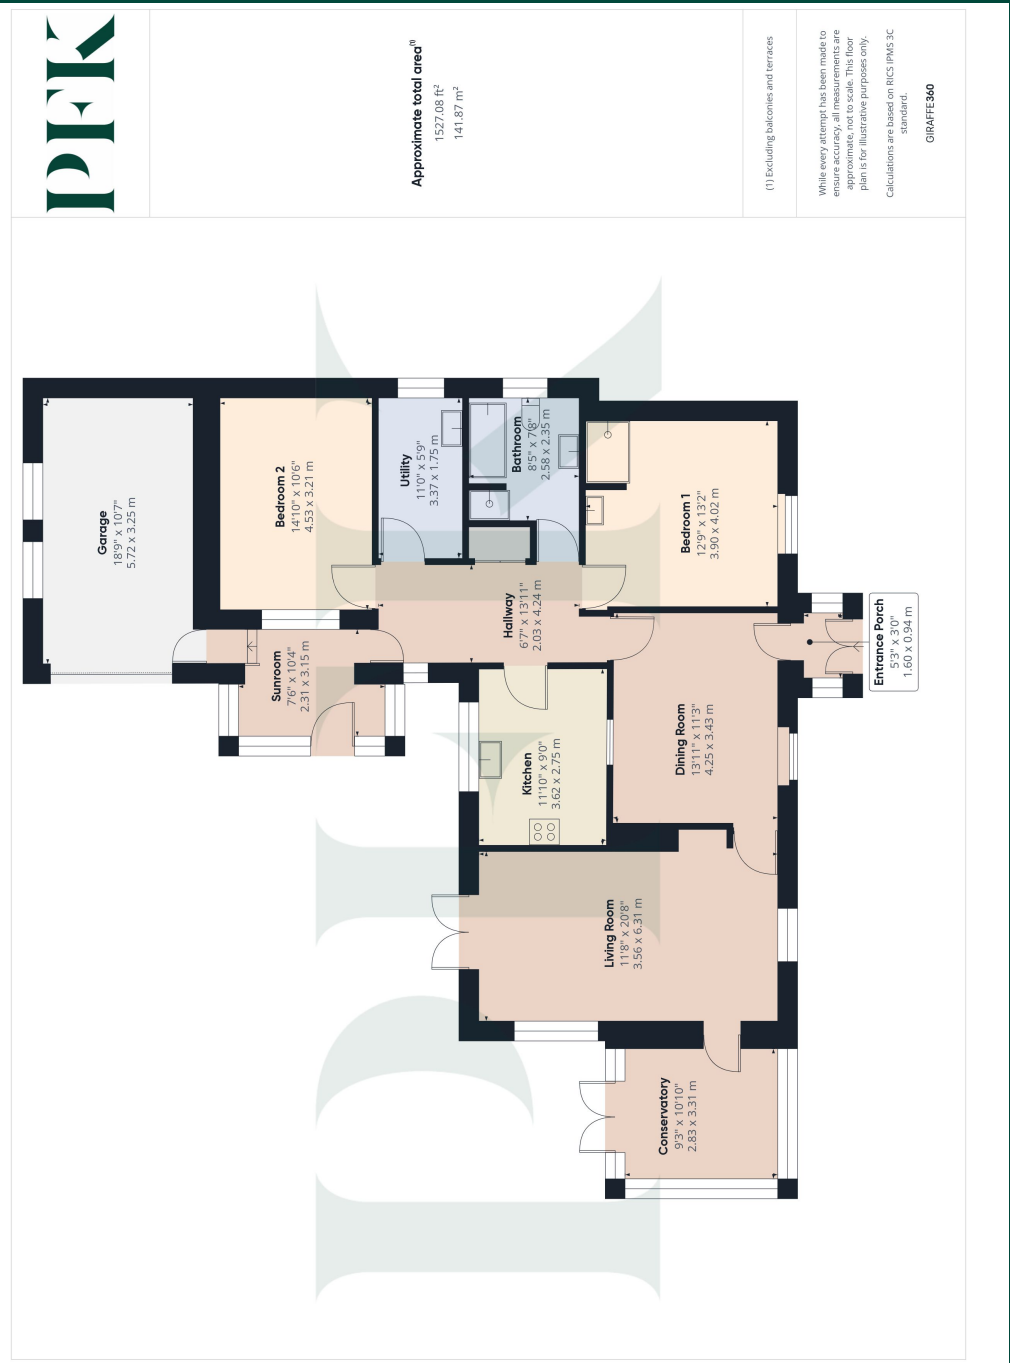 PFK
Approximate total area(1)
1527.08 ft²
141.87 m²
(1) Excluding balconies and terraces
While every attempt has been made to
ensure accuracy, all measurements are
approximate, not to scale. This floor
plan is for illustrative purposes only.
Calculations are based on RICS IPMS 3C
standard.
GIRAFFE360
Garage
18'9" x 10'7"
5.72 x 3.25 m
Bedroom 2
14'10" x 10'6"
4.53 x 3.21 m
Utility
11'0" x 5'9"
3.37 x 1.75 m
Bathroom
8'5" x 7'8"
2.58 x 2.35 m
Bedroom 1
12'9" x 13'2"
3.90 x 4.02 m
Sunroom
7'6" x 10'4"
2.31 x 3.15 m
Hallway
6'7" x 13'11"
2.03 x 4.24 m
Entrance Porch
5'3" x 3'0"
1.60 x 0.94 m
Kitchen
11'10" x 9'0"
3.62 x 2.75 m
Dining Room
13'11" x 11'3"
4.25 x 3.43 m
Living Room
11'8" x 20'8"
3.56 x 6.31 m
Conservatory
9'3" x 10'10"
2.83 x 3.31 m
PFK